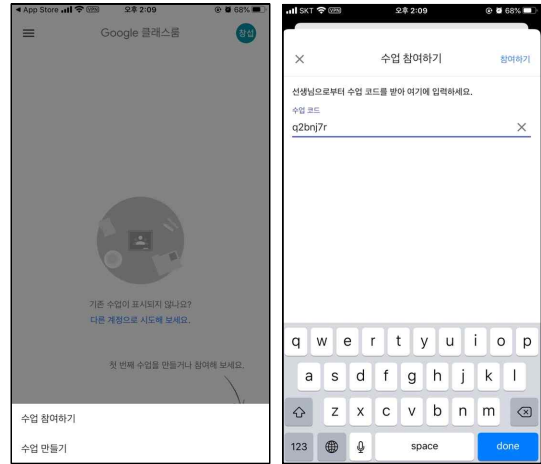 App Store VPN 오후 2:09 68%
Google 클래스룸
장섭
기존 수업이 표시되지 않나요?
다른 계정으로 시도해 보세요.
첫 번째 수업을 만들거나 참여해 보세요.
수업 참여하기
수업 만들기
SKT VPN 오후 2:09 68%
수업 참여하기 참여하기
선생님으로부터 수업 코드를 받아 여기에 입력하세요.
수업 코드
q2bnj7r
q w e r t y u i o p
a s d f g h j k l
z x c v b n m
123 space done